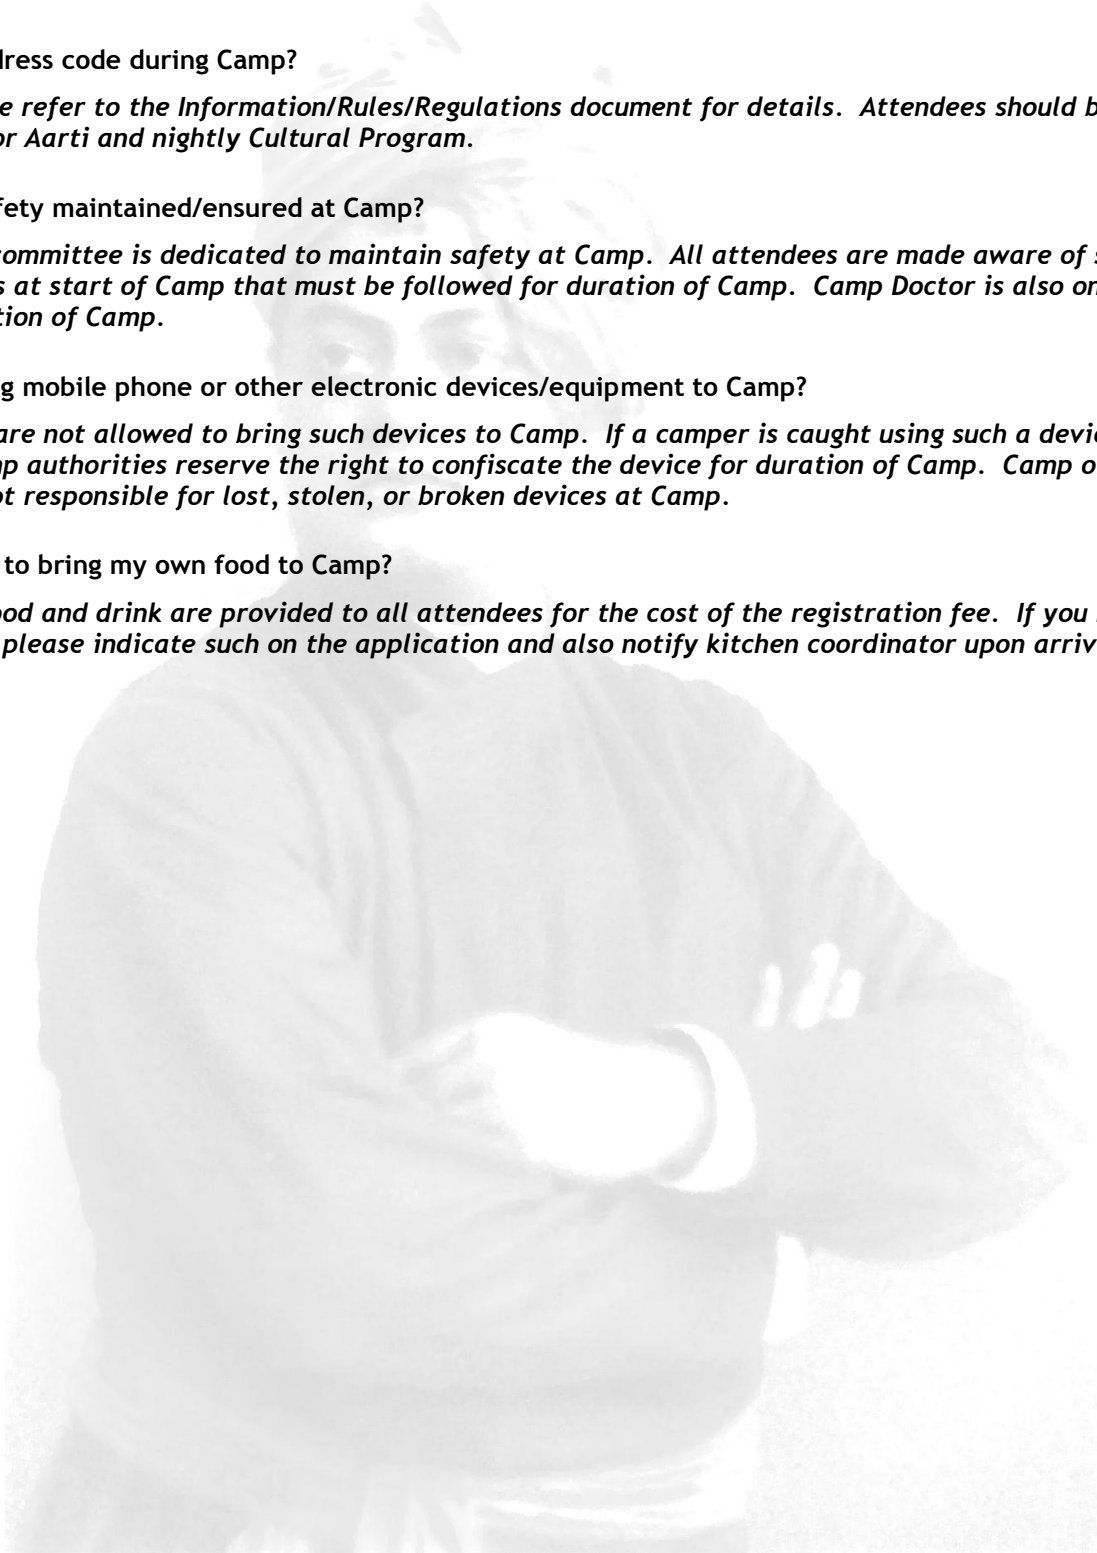 dress code during Camp?
e refer to the Information/Rules/Regulations document for details. Attendees should b
or Aarti and nightly Cultural Program.
fety maintained/ensured at Camp?
committee is dedicated to maintain safety at Camp. All attendees are made aware of s
s at start of Camp that must be followed for duration of Camp. Camp Doctor is also on
tion of Camp.
g mobile phone or other electronic devices/equipment to Camp?
are not allowed to bring such devices to Camp. If a camper is caught using such a devic
mp authorities reserve the right to confiscate the device for duration of Camp. Camp o
ot responsible for lost, stolen, or broken devices at Camp.
to bring my own food to Camp?
ood and drink are provided to all attendees for the cost of the registration fee. If you
please indicate such on the application and also notify kitchen coordinator upon arriv